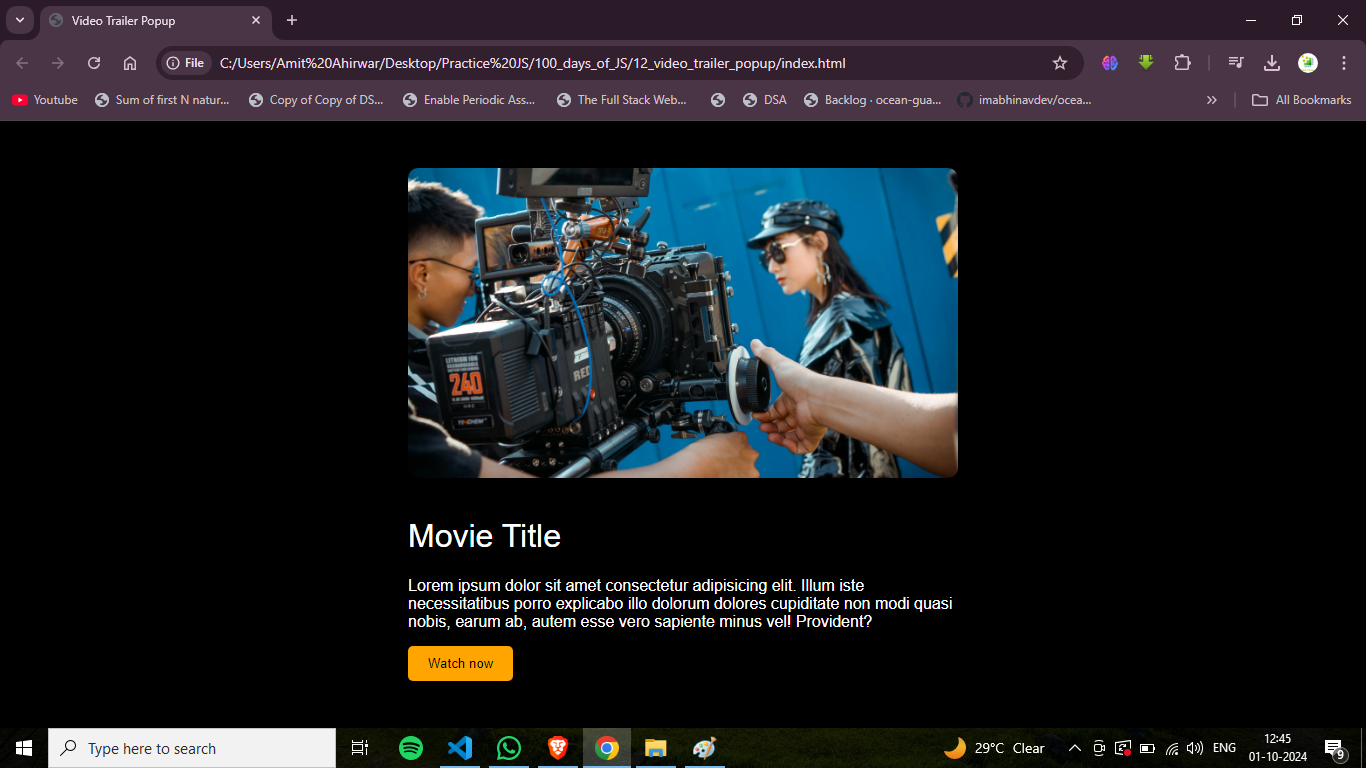 Video Trailer Popup
File
C:/Users/Amit%20Ahirwar/Desktop/Practice%20JS/100_days_of_JS/12_video_trailer_popup/index.html
Youtube
Sum of first N natur...
Copy of Copy of DS...
Enable Periodic Ass...
The Full Stack Web...
DSA
Backlog · ocean-gua...
imabhinavdev/ocea...
All Bookmarks
RED
240
Movie Title
Lorem ipsum dolor sit amet consectetur adipisicing elit. Illum iste
necessitatibus porro explicabo illo dolorum dolores cupiditate non modi quasi
nobis, earum ab, autem esse vero sapiente minus vel! Provident?
Watch now
Type here to search
29°C Clear
ENG
12:45
01-10-2024
9